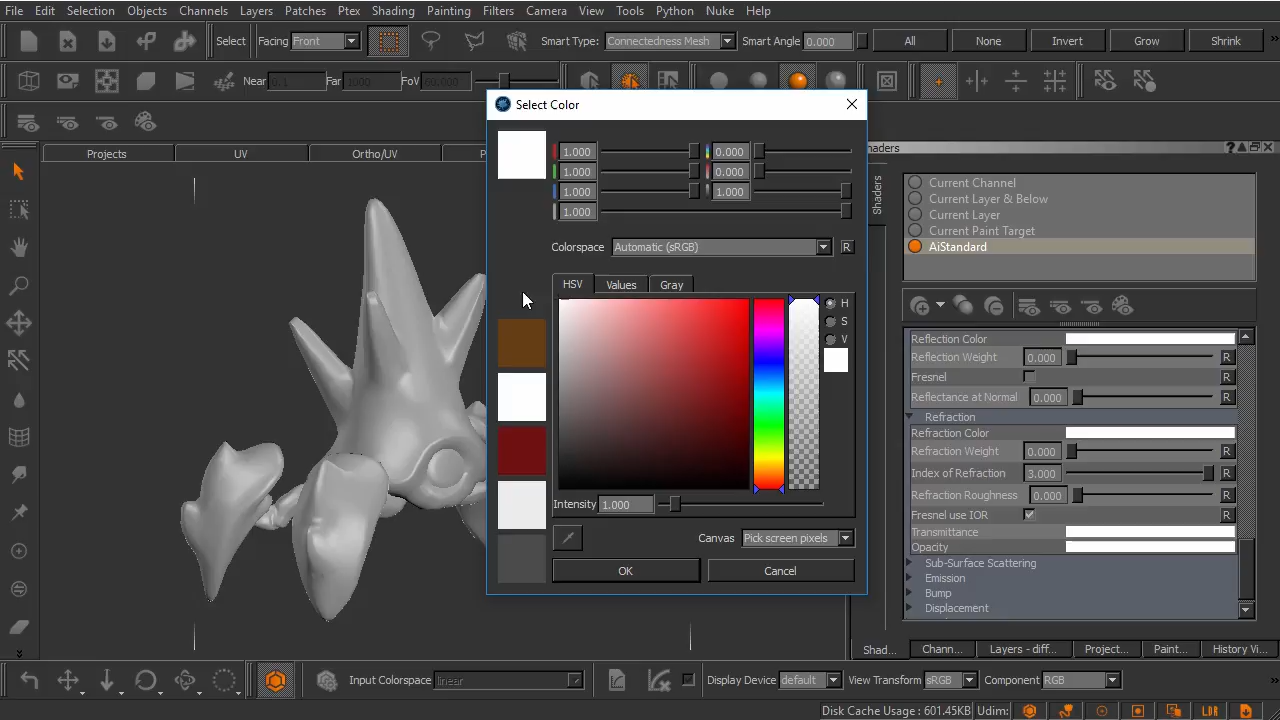 File Edit Selection Objects Channels Layers Patches Ptex Shading Painting Filters Camera View Tools Python Nuke Help
Select Facing Front Smart Type: Connectedness Mesh Smart Angle 0.000 All None Invert Grow Shrink
Near 0.1 Far 1000 FoV
Select Color
Projects UV Ortho/UV
1.000 0.000
1.000 0.000
1.000 1.000
1.000
Colorspace Automatic (sRGB) R
HSV Values Gray
H
S
V
Intensity 1.000
Canvas Pick screen pixels
OK Cancel
Shaders
Current Channel
Current Layer & Below
Current Layer
Current Paint Target
AiStandard
Reflection Color
Reflection Weight 0.000 R
Fresnel R
Reflectance at Normal 0.000 R
Refraction
Refraction Color
Refraction Weight 0.000 R
Index of Refraction 3.000 R
Refraction Roughness 0.000 R
Fresnel use IOR R
Transmittance
Opacity
Sub-Surface Scattering
Emission
Bump
Displacement
Shad... Chann... Layers - diff... Project... Paint... History Vi...
Input Colorspace linear Display Device default View Transform sRGB Component RGB
Disk Cache Usage : 601.45KB Udim: LDR